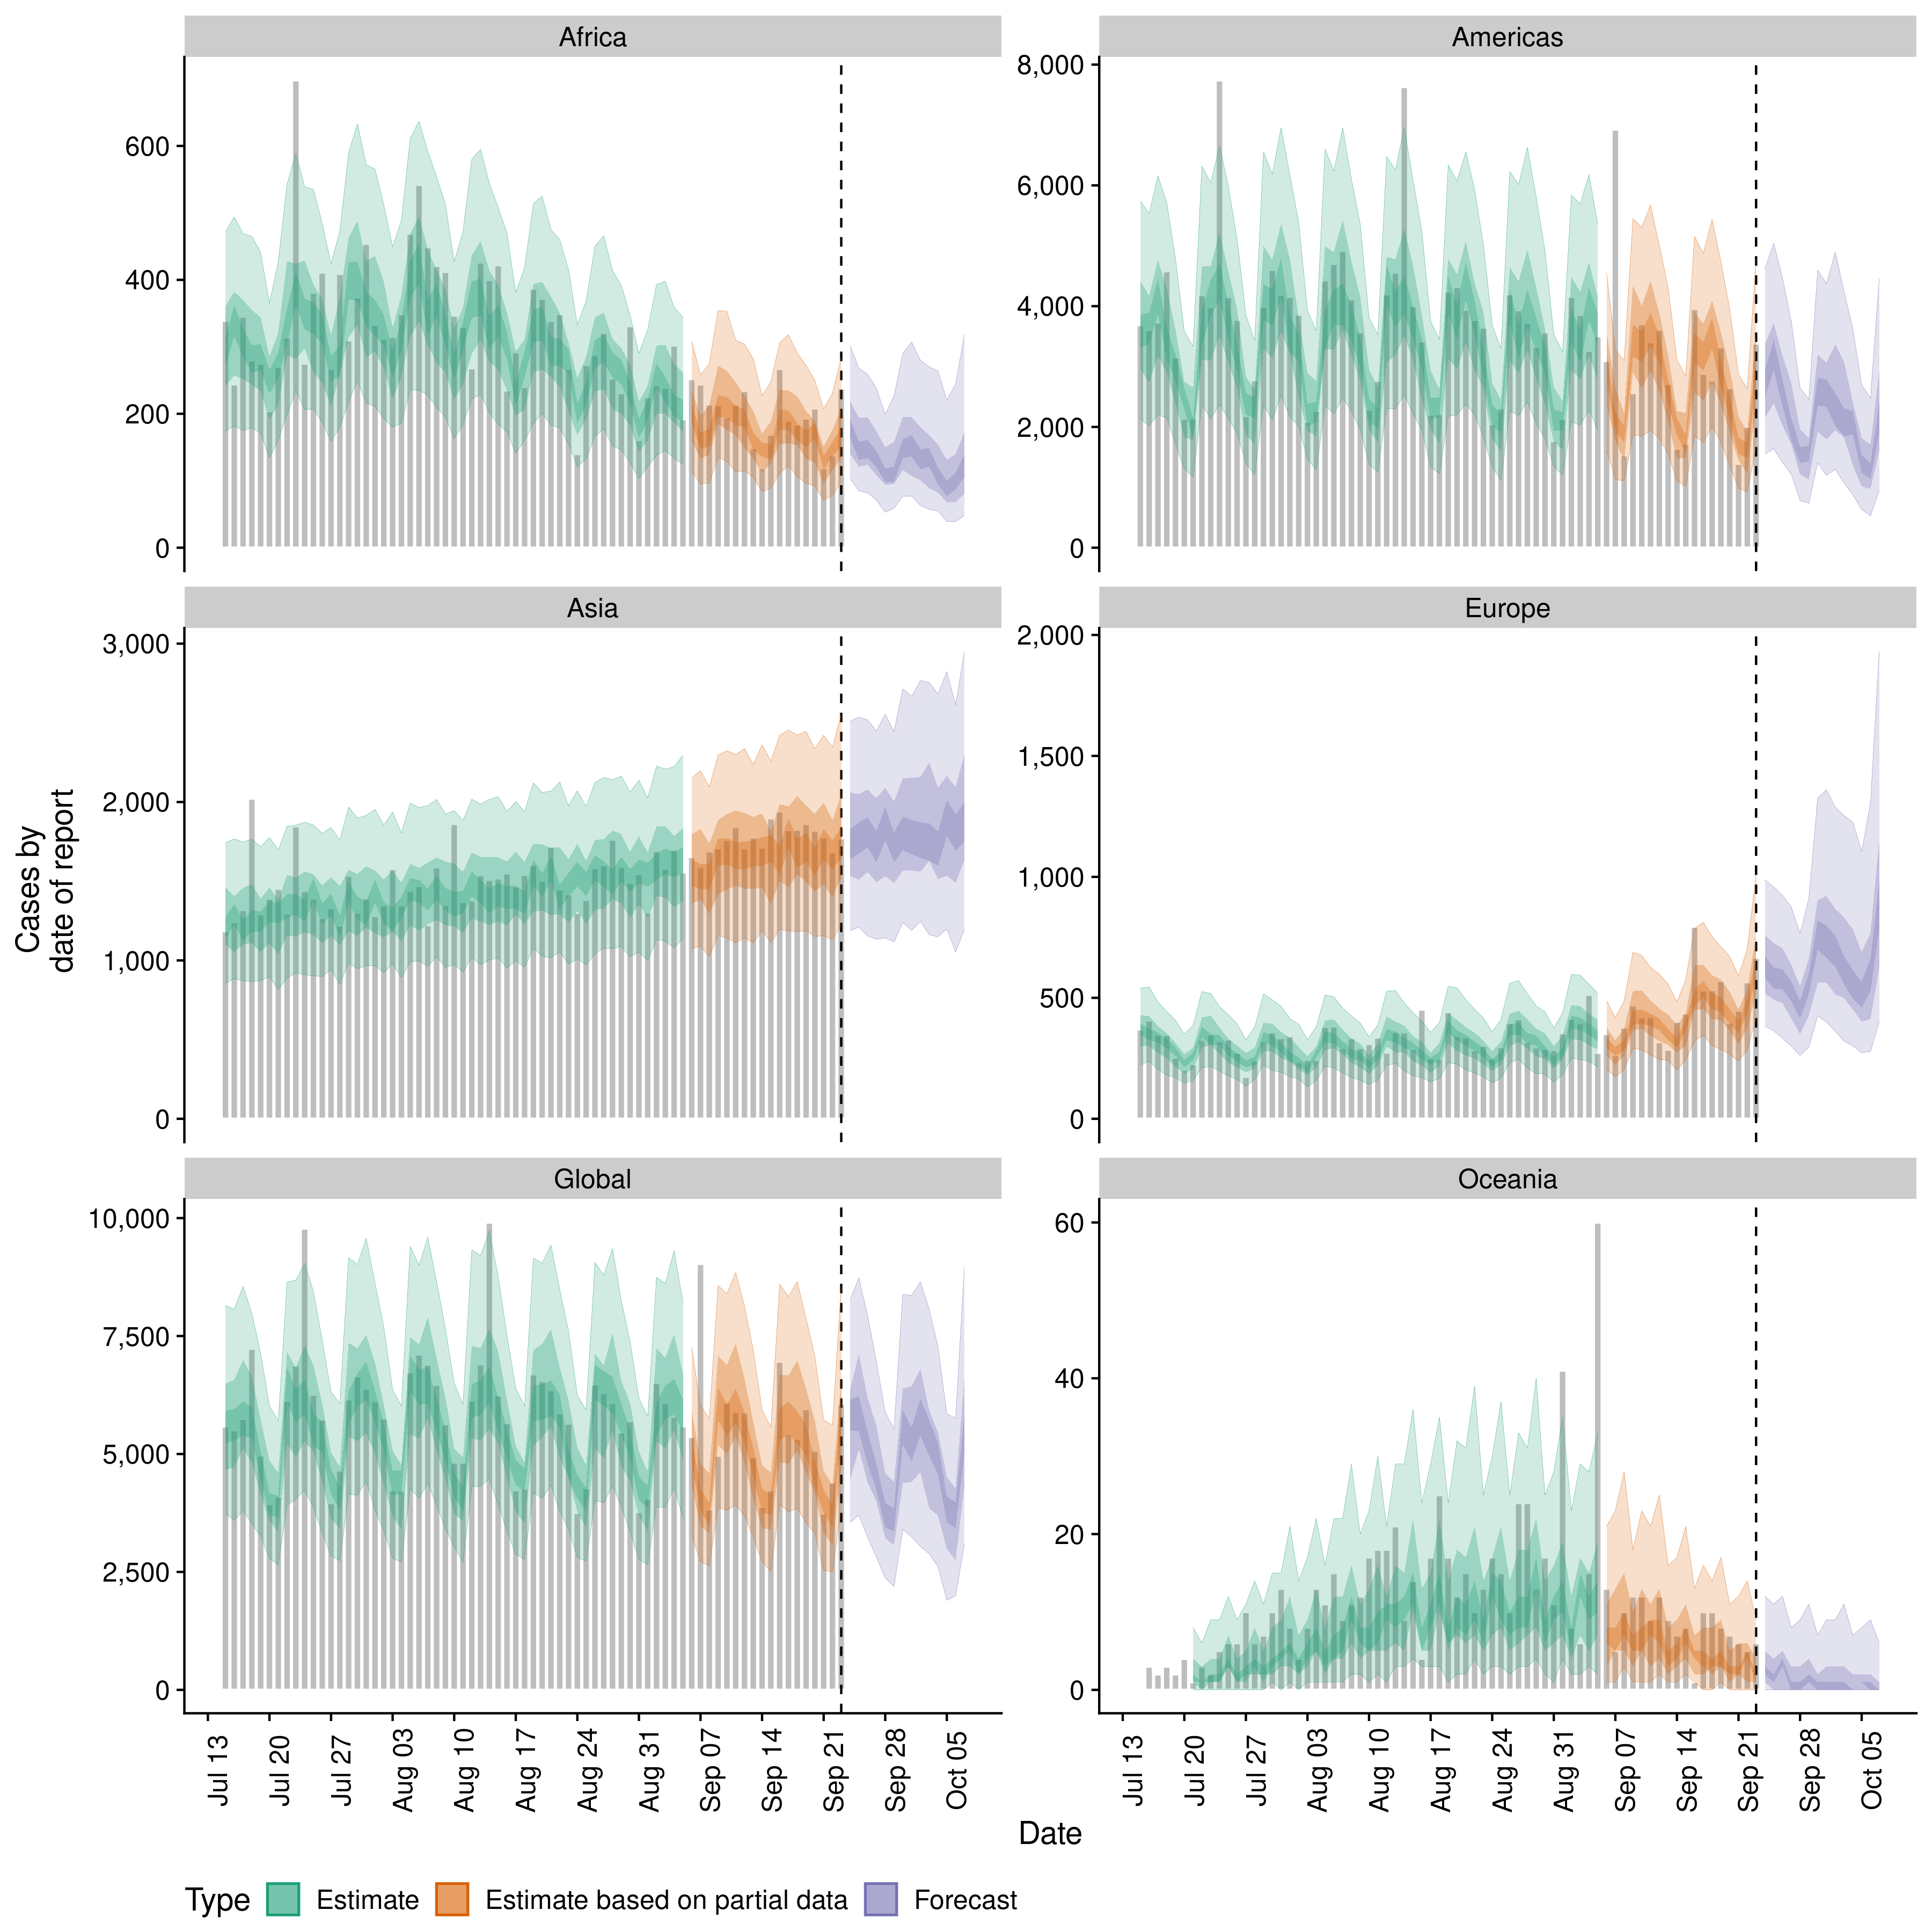 Africa
Americas
600
400
200
0
8,000
6,000
4,000
2,000
0
Asia
Europe
3,000
2,000
1,000
0
2,000
1,500
1,000
500
0
Global
Oceania
10,000
7,500
5,000
2,500
0
60
40
20
0
Cases by
date of report
Jul 13
Jul 20
Jul 27
Aug 03
Aug 10
Aug 17
Aug 24
Aug 31
Sep 07
Sep 14
Sep 21
Sep 28
Oct 05
Jul 13
Jul 20
Jul 27
Aug 03
Aug 10
Aug 17
Aug 24
Aug 31
Sep 07
Sep 14
Sep 21
Sep 28
Oct 05
Date
Type Estimate Estimate based on partial data Forecast